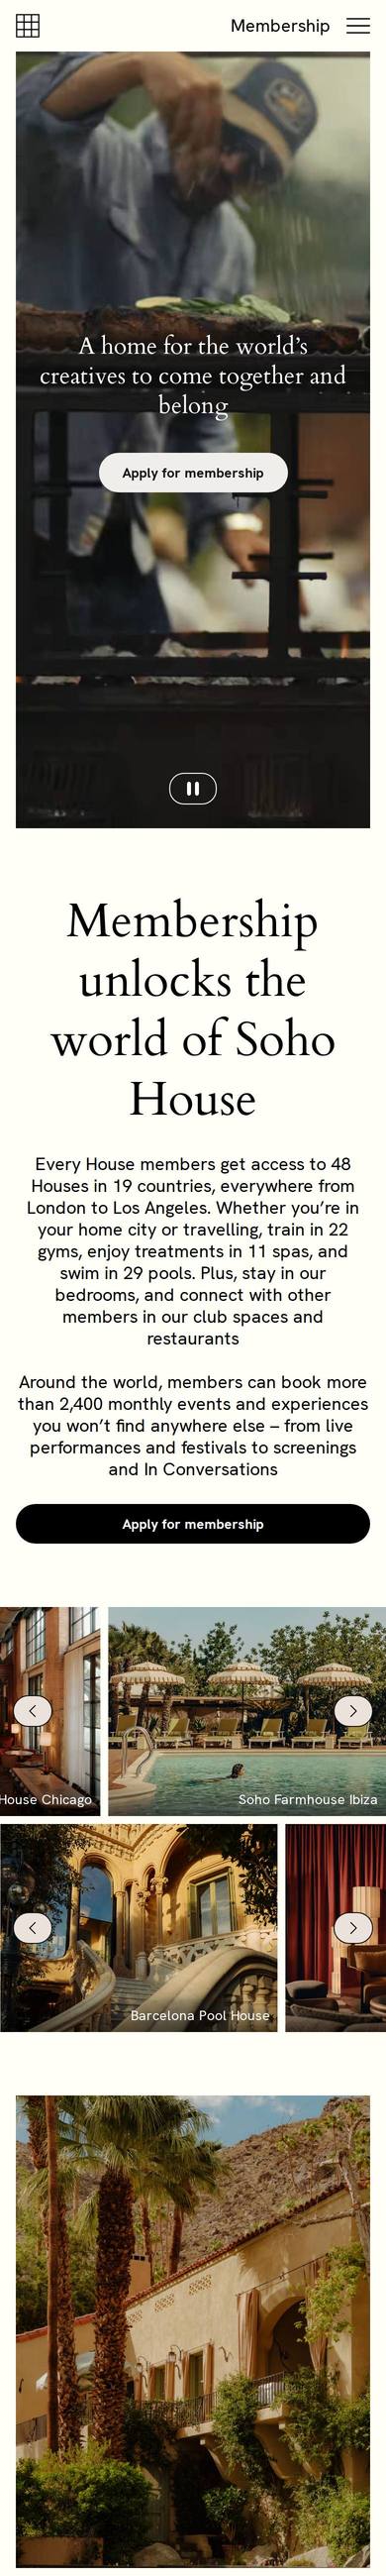 Membership
A home for the world's
creatives to come together and
belong
Apply for membership
Membership
unlocks the
world of Soho
House
Every House members get access to 48
Houses in 19 countries, everywhere from
London to Los Angeles. Whether you're in
your home city or travelling, train in 22
gyms, enjoy treatments in 11 spas, and
swim in 29 pools. Plus, stay in our
bedrooms, and connect with other
members in our club spaces and
restaurants
Around the world, members can book more
than 2,400 monthly events and experiences
you won't find anywhere else – from live
performances and festivals to screenings
and In Conversations
Apply for membership
House Chicago
Soho Farmhouse Ibiza
Barcelona Pool House